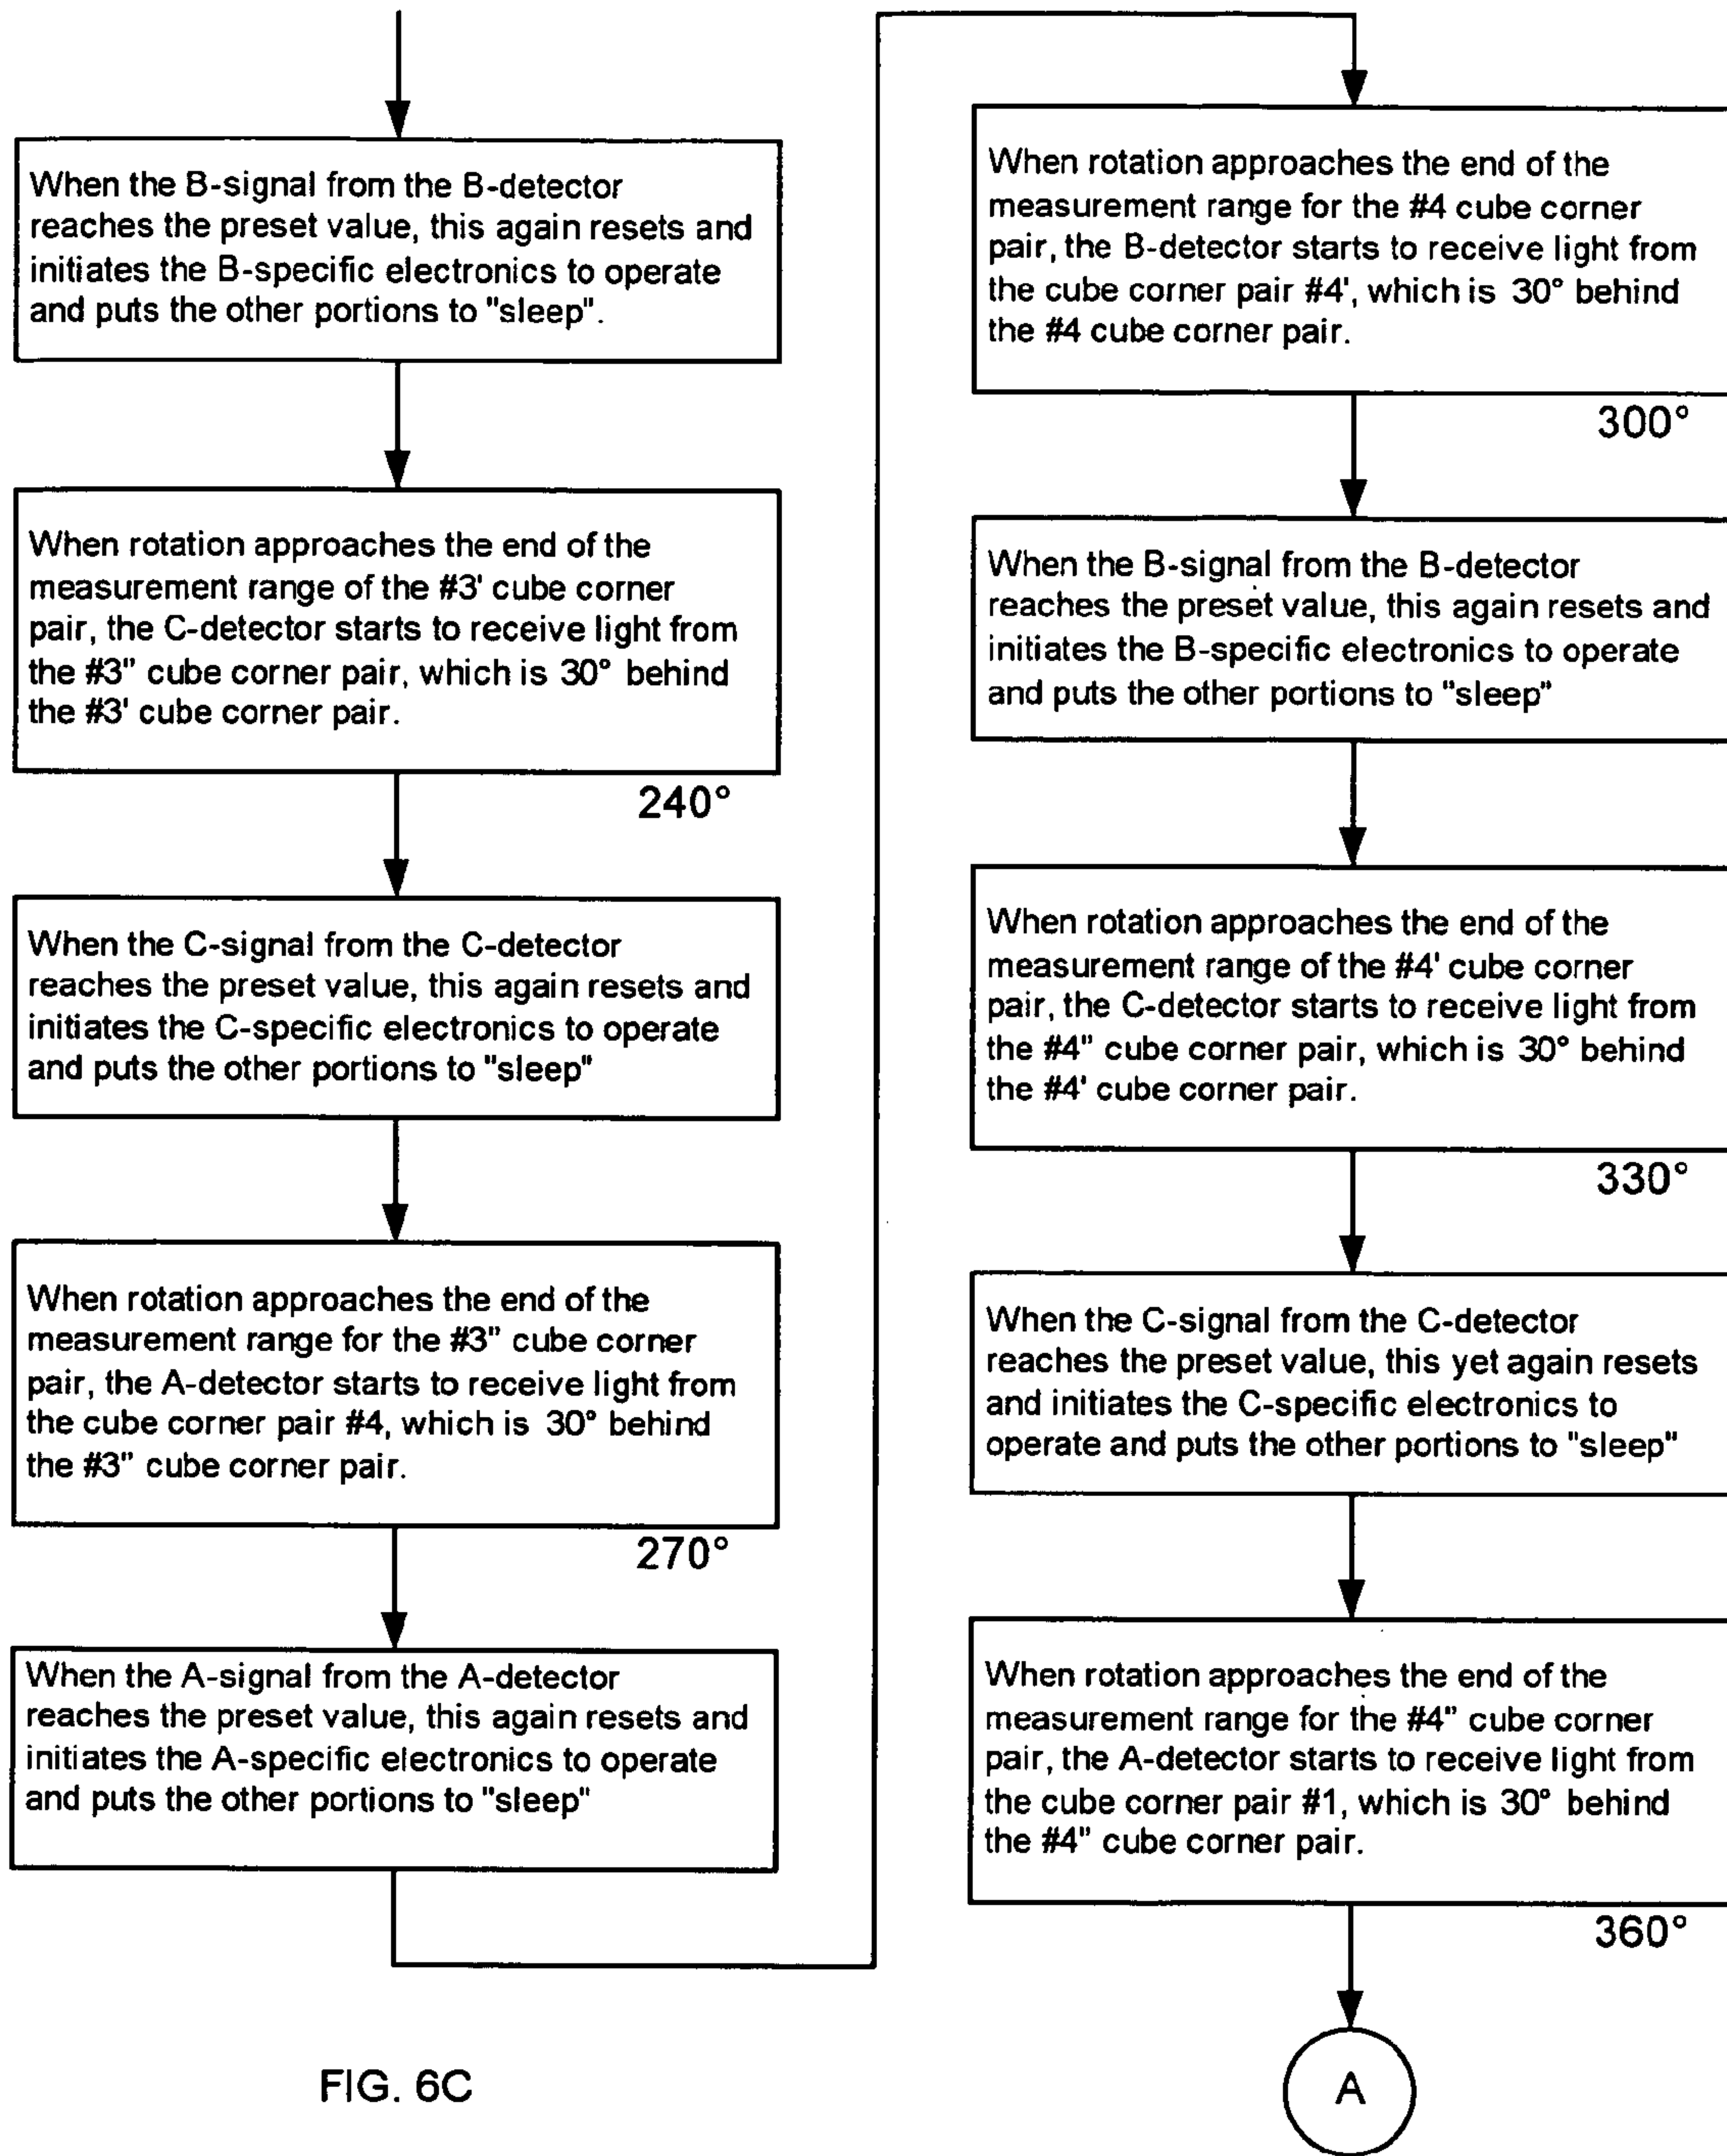 When the B-signal from the B-detector
reaches the preset value, this again resets and
initiates the B-specific electronics to operate
and puts the other portions to "sleep".
When rotation approaches the end of the
measurement range of the #3' cube corner
pair, the C-detector starts to receive light from
the #3" cube corner pair, which is 30° behind
the #3' cube corner pair.
240°
When the C-signal from the C-detector
reaches the preset value, this again resets and
initiates the C-specific electronics to operate
and puts the other portions to "sleep"
When rotation approaches the end of the
measurement range for the #3" cube corner
pair, the A-detector starts to receive light from
the cube corner pair #4, which is 30° behind
the #3" cube corner pair.
270°
When the A-signal from the A-detector
reaches the preset value, this again resets and
initiates the A-specific electronics to operate
and puts the other portions to "sleep"
When rotation approaches the end of the
measurement range for the #4 cube corner
pair, the B-detector starts to receive light from
the cube corner pair #4', which is 30° behind
the #4 cube corner pair.
300°
When the B-signal from the B-detector
reaches the preset value, this again resets and
initiates the B-specific electronics to operate
and puts the other portions to "sleep"
When rotation approaches the end of the
measurement range of the #4' cube corner
pair, the C-detector starts to receive light from
the #4" cube corner pair, which is 30° behind
the #4' cube corner pair.
330°
When the C-signal from the C-detector
reaches the preset value, this yet again resets
and initiates the C-specific electronics to
operate and puts the other portions to "sleep"
When rotation approaches the end of the
measurement range for the #4" cube corner
pair, the A-detector starts to receive light from
the cube corner pair #1, which is 30° behind
the #4" cube corner pair.
360°
A
FIG. 6C